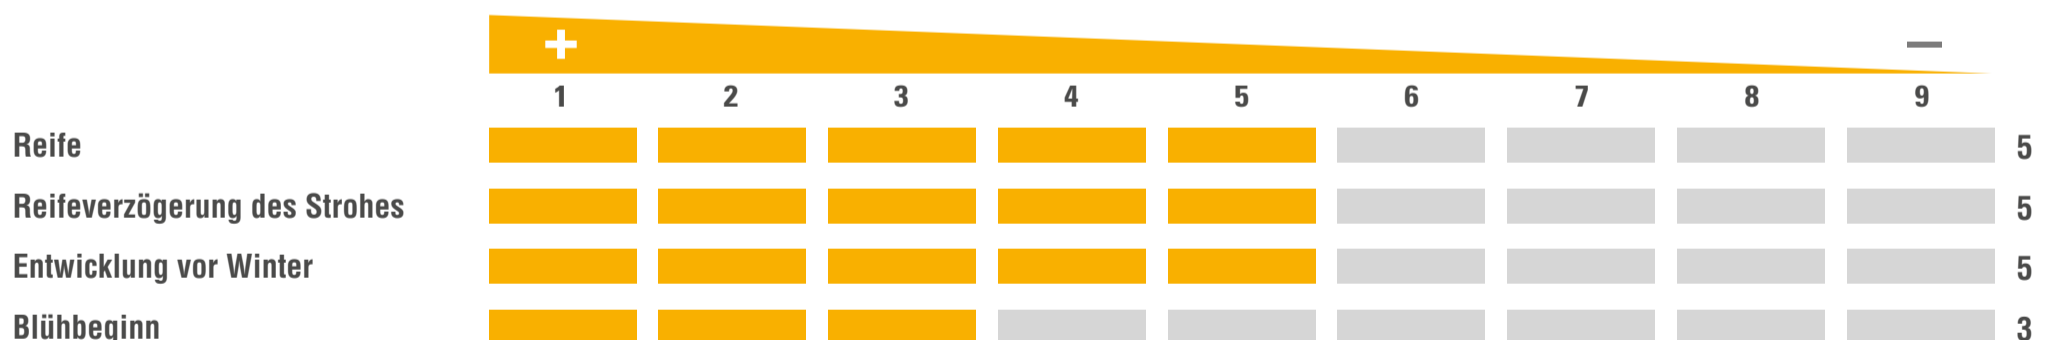 + −
1 2 3 4 5 6 7 8 9
Reife 5
Reifeverzögerung des Strohes 5
Entwicklung vor Winter 5
Blühbeginn 3